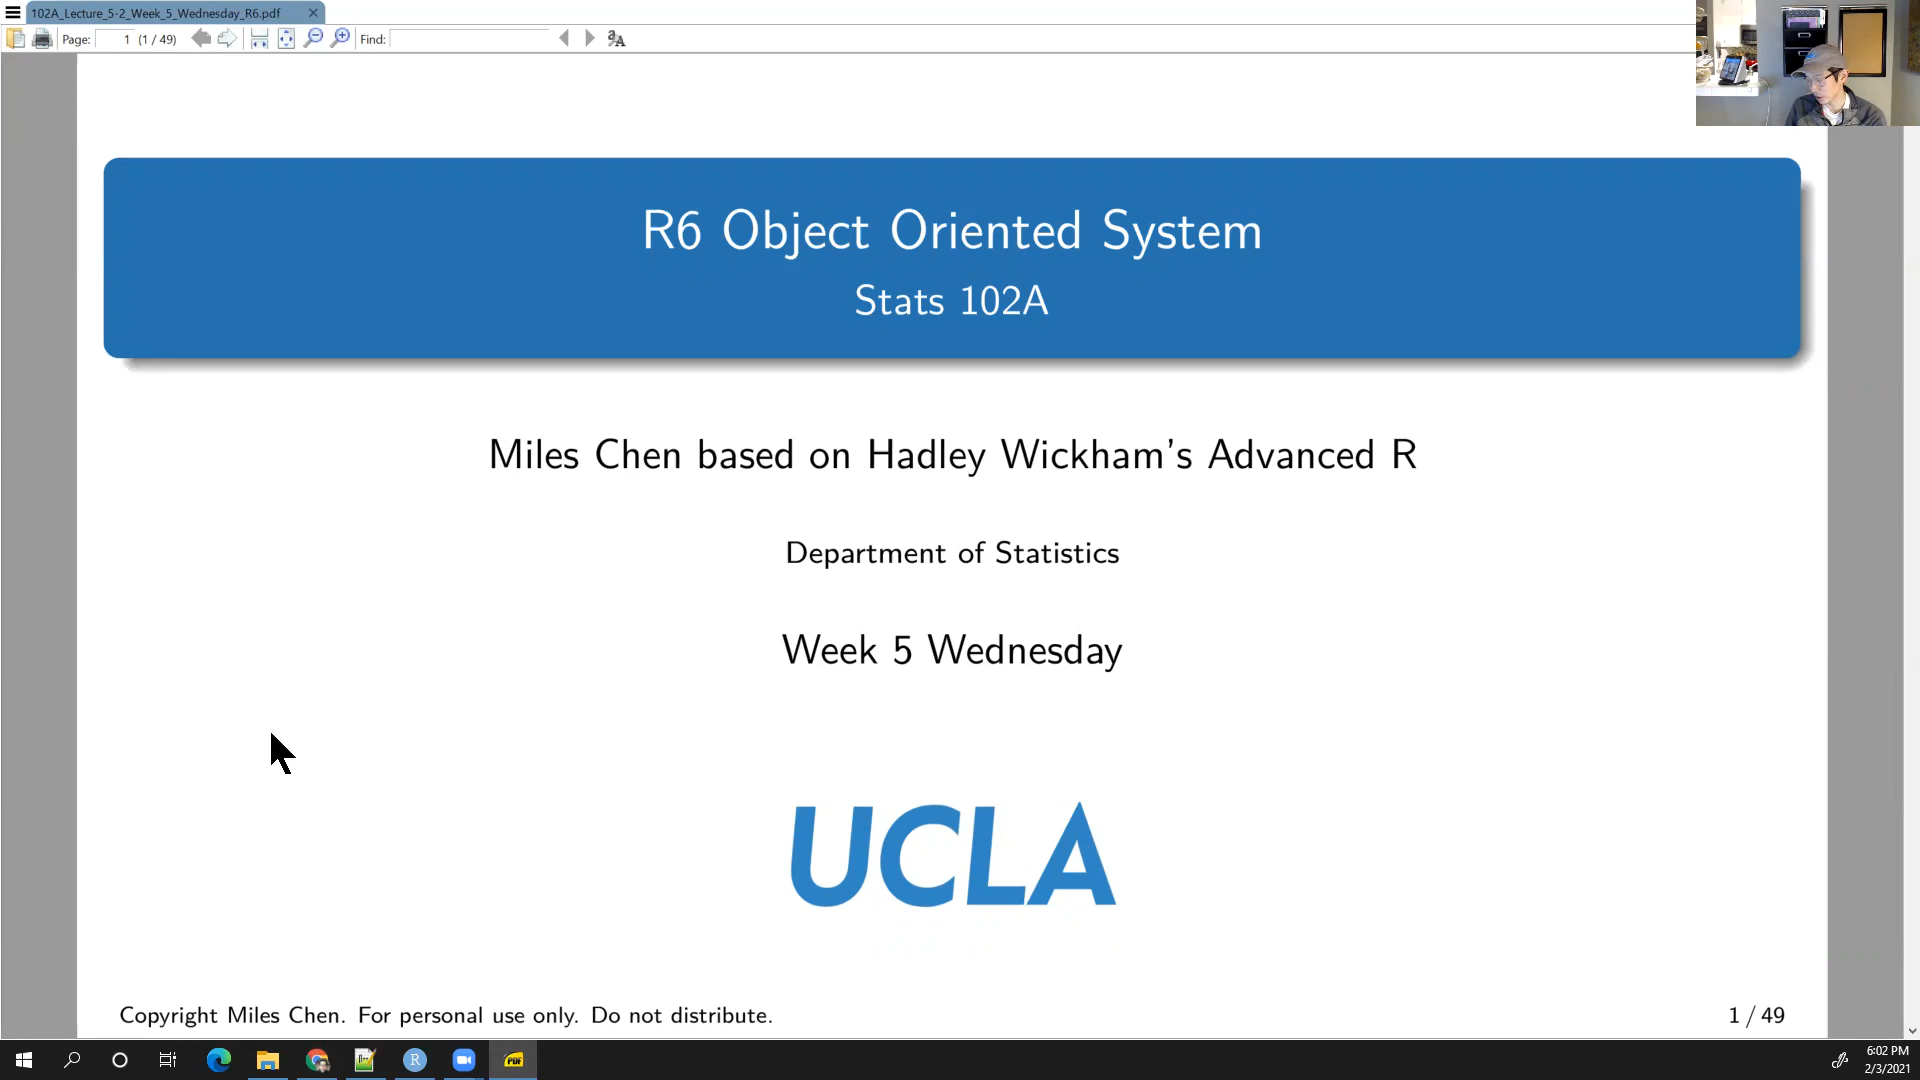 102A_Lecture_5-2_Week_5_Wednesday_R6.pdf
Page: 1 (1 / 49) Find:
R6 Object Oriented System
Stats 102A
Miles Chen based on Hadley Wickham's Advanced R
Department of Statistics
Week 5 Wednesday
UCLA
Copyright Miles Chen. For personal use only. Do not distribute.
1 / 49
R
PDF
6:02 PM
2/3/2021